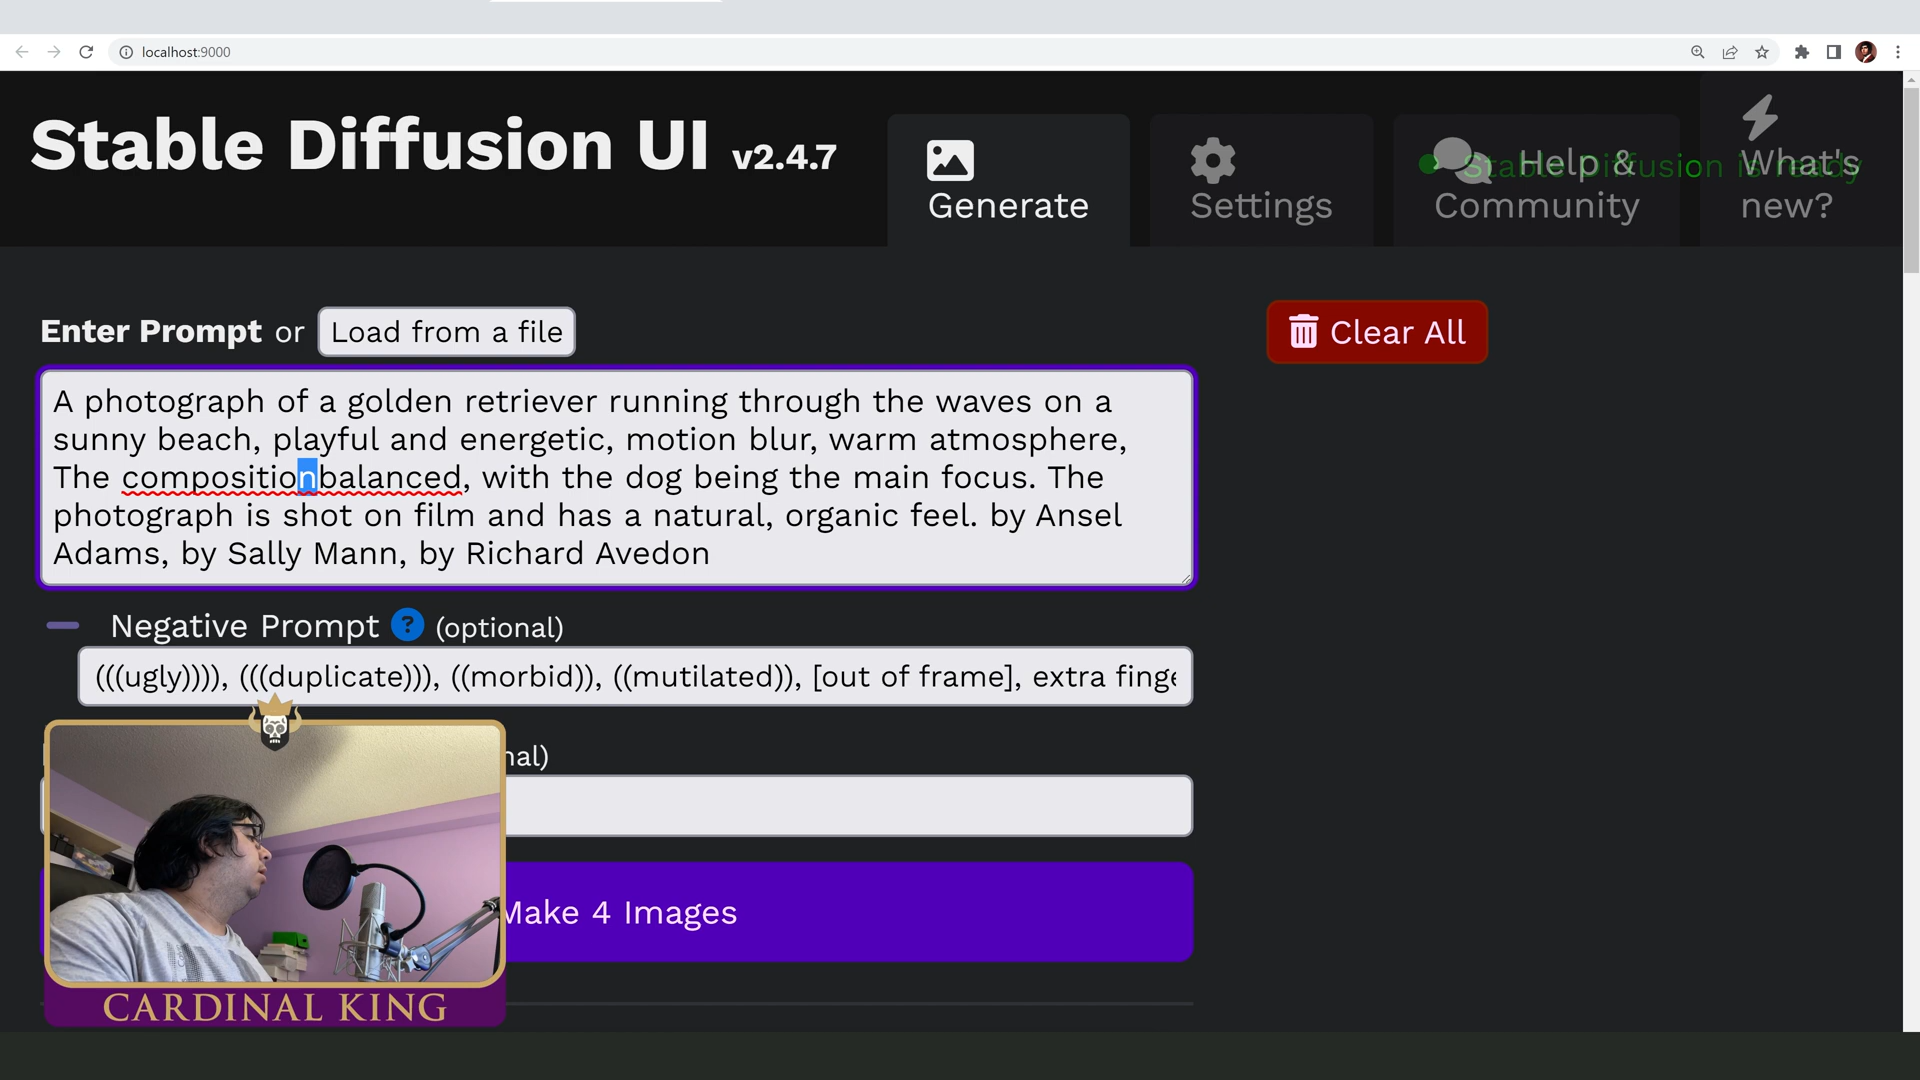 localhost:9000
Stable Diffusion UI v2.4.7
Generate
Settings
Help &
Community
Stable Diffusion is ready
What's
new?
Enter Prompt or Load from a file
Clear All
A photograph of a golden retriever running through the waves on a
sunny beach, playful and energetic, motion blur, warm atmosphere,
The compositionbalanced, with the dog being the main focus. The
photograph is shot on film and has a natural, organic feel. by Ansel
Adams, by Sally Mann, by Richard Avedon
Negative Prompt ? (optional)
(((ugly)))), (((duplicate))), ((morbid)), ((mutilated)), [out of frame], extra finge
nal)
Make 4 Images
CARDINAL KING